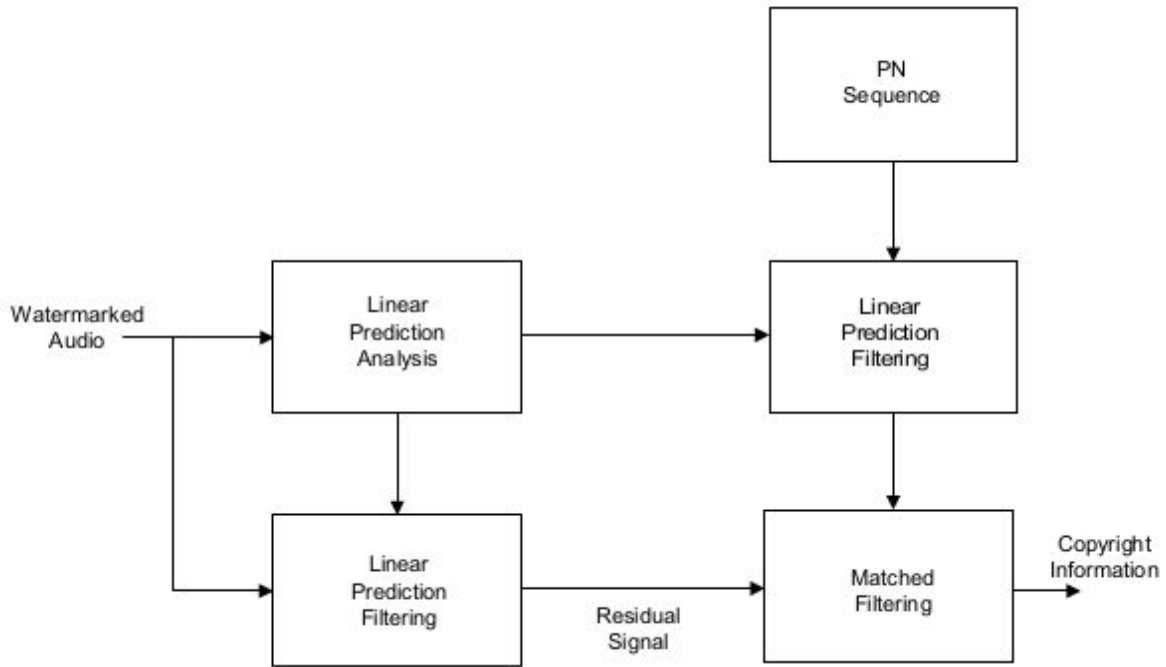 PN
Sequence
Watermarked
Audio
Linear
Prediction
Analysis
Linear
Prediction
Filtering
Linear
Prediction
Filtering
Residual
Signal
Matched
Filtering
Copyright
Information